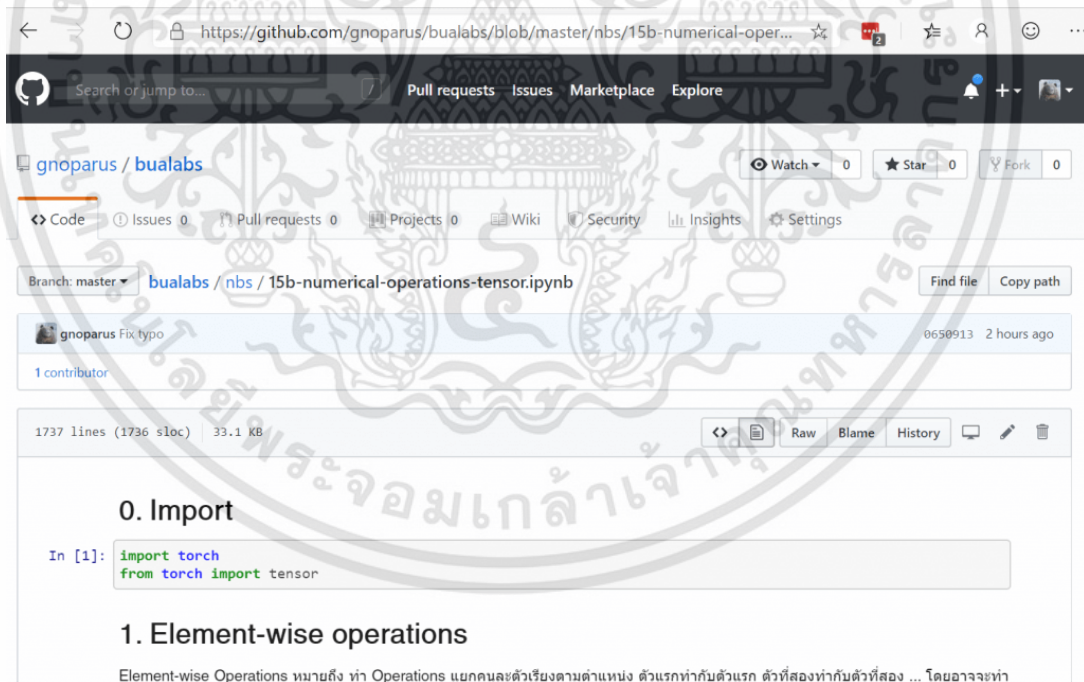 https://github.com/gnoparus/bualabs/blob/master/nbs/15b-numerical-oper...
2
Search or jump to...
/
Pull requests Issues Marketplace Explore
gnoparus / bualabs
Watch 0 Star 0 Fork 0
Code Issues 0 Pull requests 0 Projects 0 Wiki Security Insights Settings
Branch: master bualabs / nbs / 15b-numerical-operations-tensor.ipynb Find file Copy path
gnoparus Fix typo 0650913 2 hours ago
1 contributor
1737 lines (1736 sloc) 33.1 KB <> Raw Blame History
0. Import
In [1]: import torch
from torch import tensor
1. Element-wise operations
Element-wise Operations หมายถึง ทำ Operations แยกคนละตัวเรียงตามตำแหน่ง ตัวแรกทำกับตัวแรก ตัวที่สองทำกับตัวที่สอง ... โดยอาจจะทำ